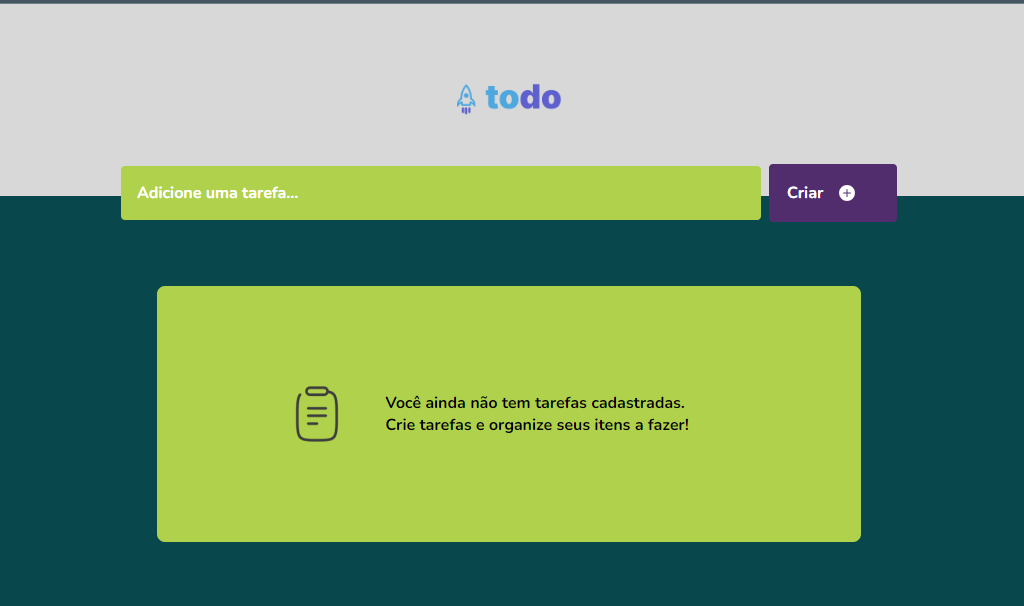 todo
Adicione uma tarefa...
Criar
Você ainda não tem tarefas cadastradas.
Crie tarefas e organize seus itens a fazer!